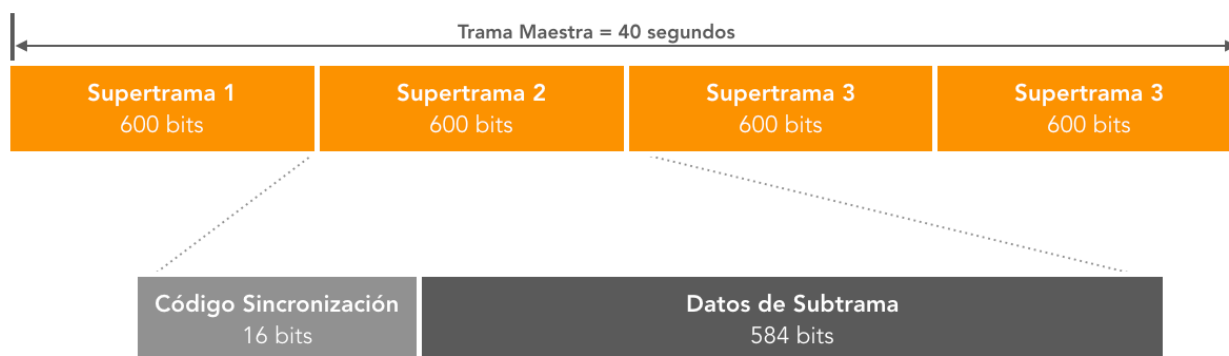 Trama Maestra = 40 segundos
Supertrama 1
600 bits
Supertrama 2
600 bits
Supertrama 3
600 bits
Supertrama 3
600 bits
Código Sincronización
16 bits
Datos de Subtrama
584 bits